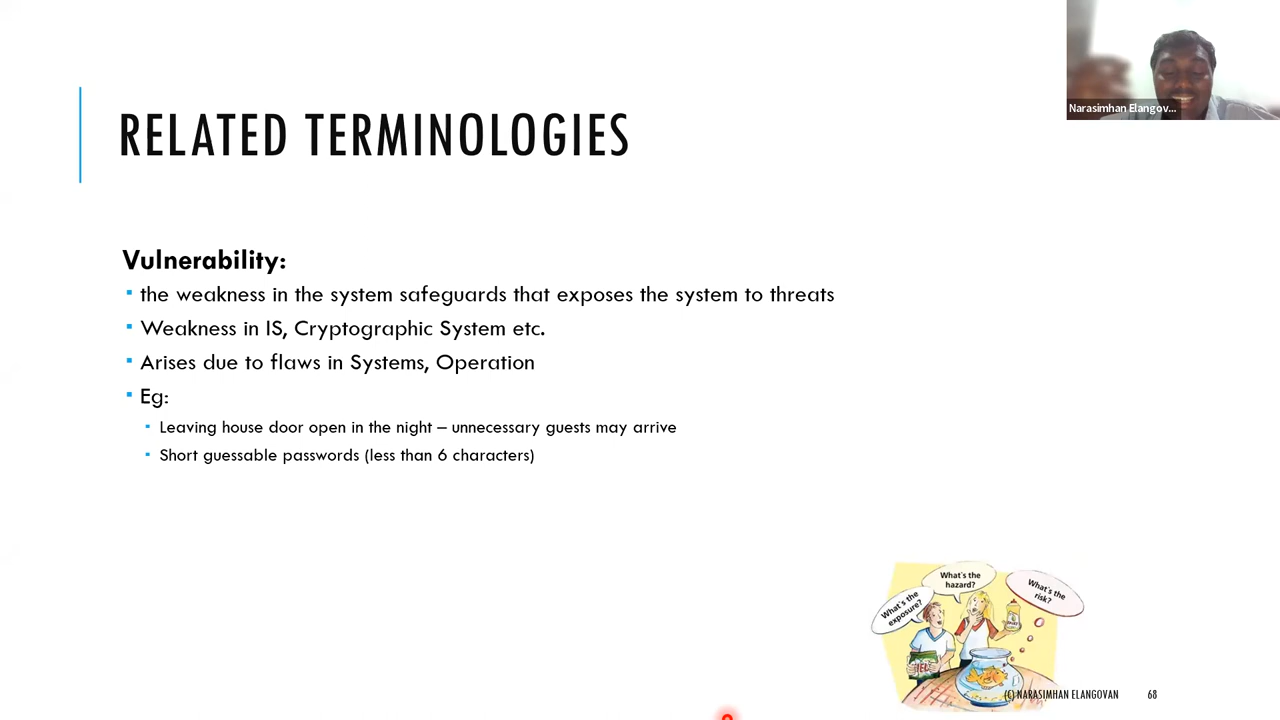 Narasimhan Elangov...
RELATED TERMINOLOGIES
Vulnerability:
the weakness in the system safeguards that exposes the system to threats
Weakness in IS, Cryptographic System etc.
Arises due to flaws in Systems, Operation
Eg:
Leaving house door open in the night – unnecessary guests may arrive
Short guessable passwords (less than 6 characters)
What's the
exposure?
What's the
hazard?
What's the
risk?
(C) NARASIMHAN ELANGOVAN
68